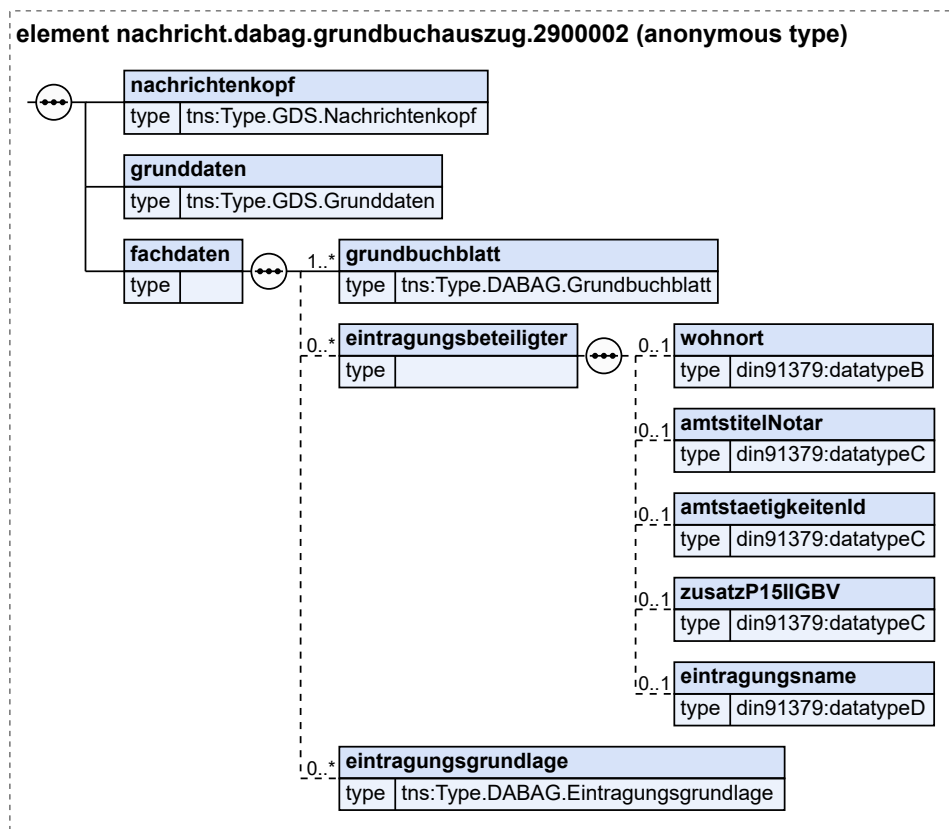 element nachricht.dabag.grundbuchauszug.2900002 (anonymous type)
nachrichtenkopf
type tns:Type.GDS.Nachrichtenkopf
grunddaten
type tns:Type.GDS.Grunddaten
fachdaten
type
1..* grundbuchblatt
type tns:Type.DABAG.Grundbuchblatt
0..* eintragungsbeteiligter
type
0..1 wohnort
type din91379:datatypeB
0..1 amtstitelNotar
type din91379:datatypeC
0..1 amtstaetigkeitenId
type din91379:datatypeC
0..1 zusatzP15IIGBV
type din91379:datatypeC
0..1 eintragungsname
type din91379:datatypeD
0..* eintragungsgrundlage
type tns:Type.DABAG.Eintragungsgrundlage